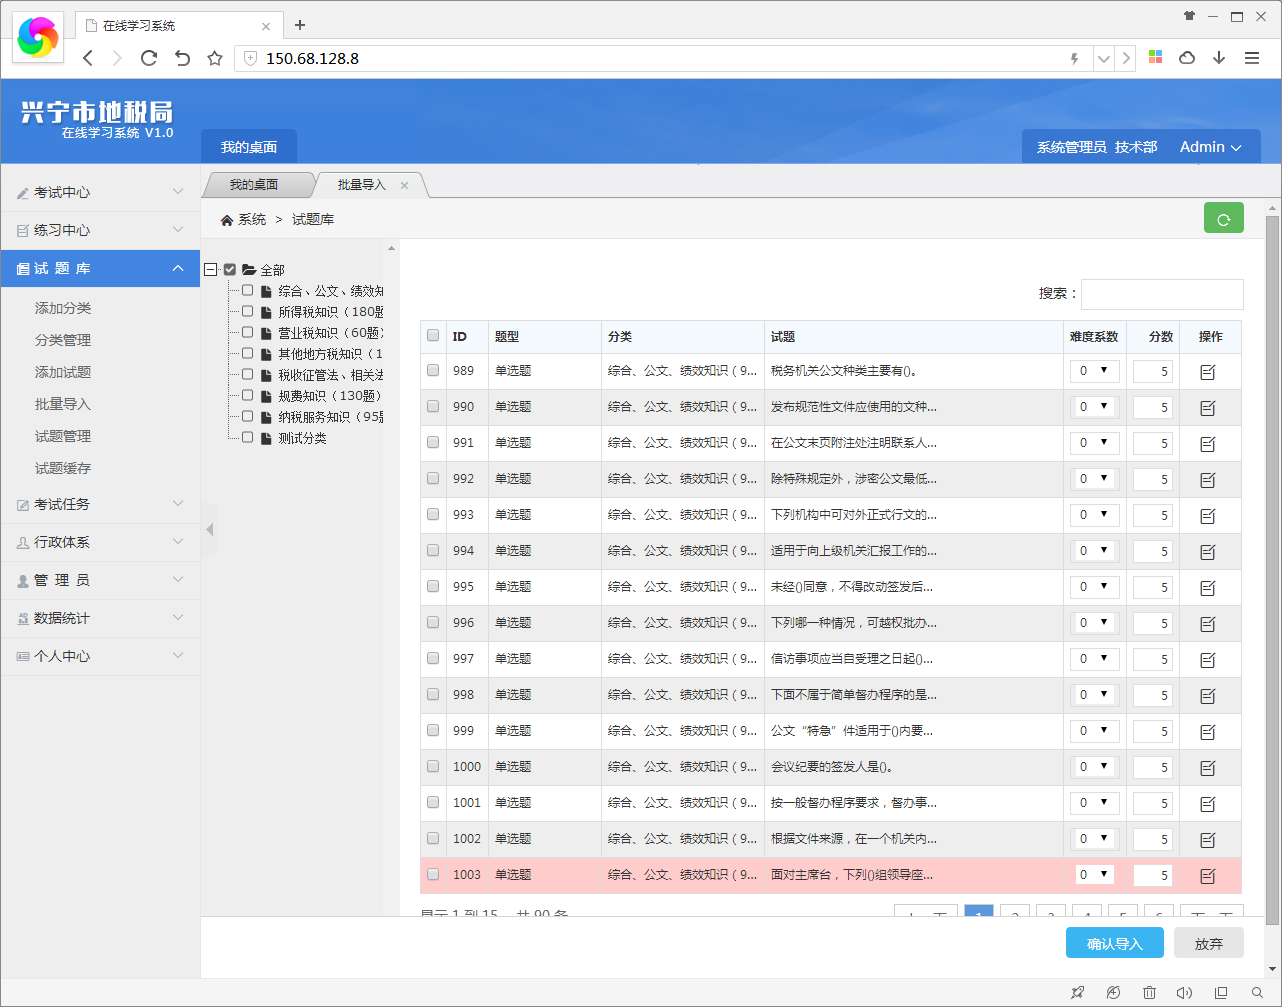 在线学习系统
150.68.128.8
兴宁市地税局
在线学习系统 V1.0
我的桌面
系统管理员 技术部 Admin
考试中心
练习中心
试 题 库
添加分类
分类管理
添加试题
批量导入
试题管理
试题缓存
考试任务
行政体系
管 理 员
数据统计
个人中心
我的桌面
批量导入
系统 > 试题库
全部
综合、公文、绩效知
所得税知识（180题
营业税知识（60题）
其他地方税知识（1
税收征管法、相关法
规费知识（130题）
纳税服务知识（95题
测试分类
搜索：
ID 题型 分类 试题 难度系数 分数 操作
989 单选题 综合、公文、绩效知识（9... 税务机关公文种类主要有()。 0 5
990 单选题 综合、公文、绩效知识（9... 发布规范性文件应使用的文种... 0 5
991 单选题 综合、公文、绩效知识（9... 在公文末页附注处注明联系人... 0 5
992 单选题 综合、公文、绩效知识（9... 除特殊规定外，涉密公文最低... 0 5
993 单选题 综合、公文、绩效知识（9... 下列机构中可对外正式行文的... 0 5
994 单选题 综合、公文、绩效知识（9... 适用于向上级机关汇报工作的... 0 5
995 单选题 综合、公文、绩效知识（9... 未经()同意，不得改动签发后... 0 5
996 单选题 综合、公文、绩效知识（9... 下列哪一种情况，可越权批办... 0 5
997 单选题 综合、公文、绩效知识（9... 信访事项应当自受理之日起()... 0 5
998 单选题 综合、公文、绩效知识（9... 下面不属于简单督办程序的是... 0 5
999 单选题 综合、公文、绩效知识（9... 公文“特急”件适用于()内要... 0 5
1000 单选题 综合、公文、绩效知识（9... 会议纪要的签发人是()。 0 5
1001 单选题 综合、公文、绩效知识（9... 按一般督办程序要求，督办事... 0 5
1002 单选题 综合、公文、绩效知识（9... 根据文件来源，在一个机关内... 0 5
1003 单选题 综合、公文、绩效知识（9... 面对主席台，下列()组领导座... 0 5
显示 1 到 15 共 90 条 上一页 1 2 3 4 5 6 下一页
确认导入 放弃